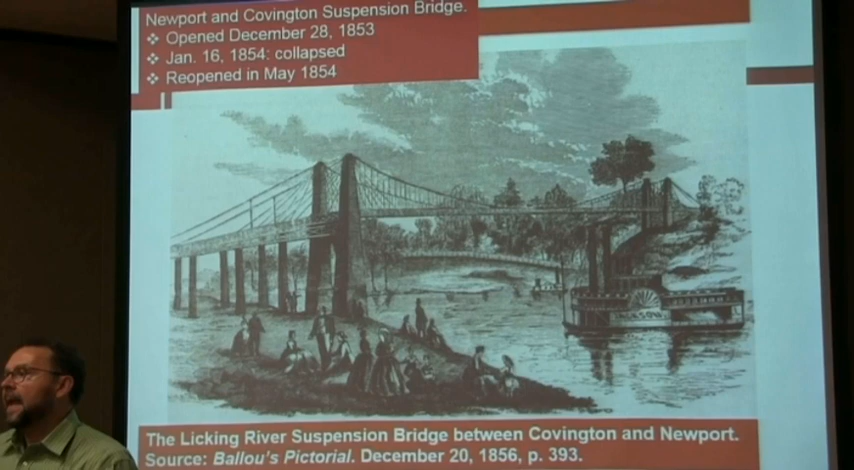 Newport and Covington Suspension Bridge.
❖ Opened December 28, 1853
❖ Jan. 16, 1854: collapsed
❖ Reopened in May 1854
JACKSON
The Licking River Suspension Bridge between Covington and Newport.
Source: Ballou's Pictorial. December 20, 1856, p. 393.